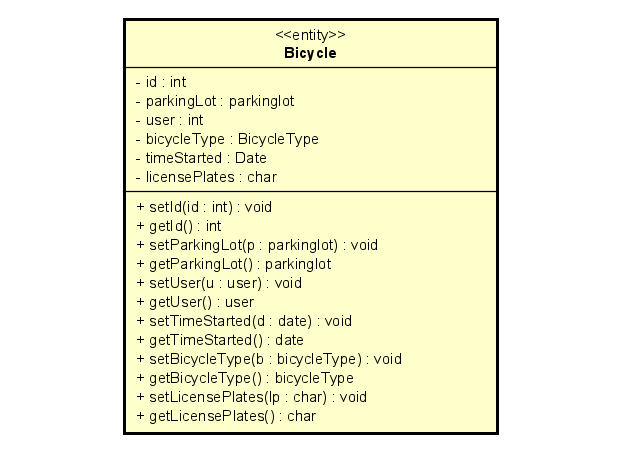 <<entity>>
Bicycle
- id : int
- parkingLot : parkinglot
- user : int
- bicycleType : BicycleType
- timeStarted : Date
- licensePlates : char
+ setId(id : int) : void
+ getId() : int
+ setParkingLot(p : parkinglot) : void
+ getParkingLot() : parkinglot
+ setUser(u : user) : void
+ getUser() : user
+ setTimeStarted(d : date) : void
+ getTimeStarted() : date
+ setBicycleType(b : bicycleType) : void
+ getBicycleType() : bicycleType
+ setLicensePlates(lp : char) : void
+ getLicensePlates() : char